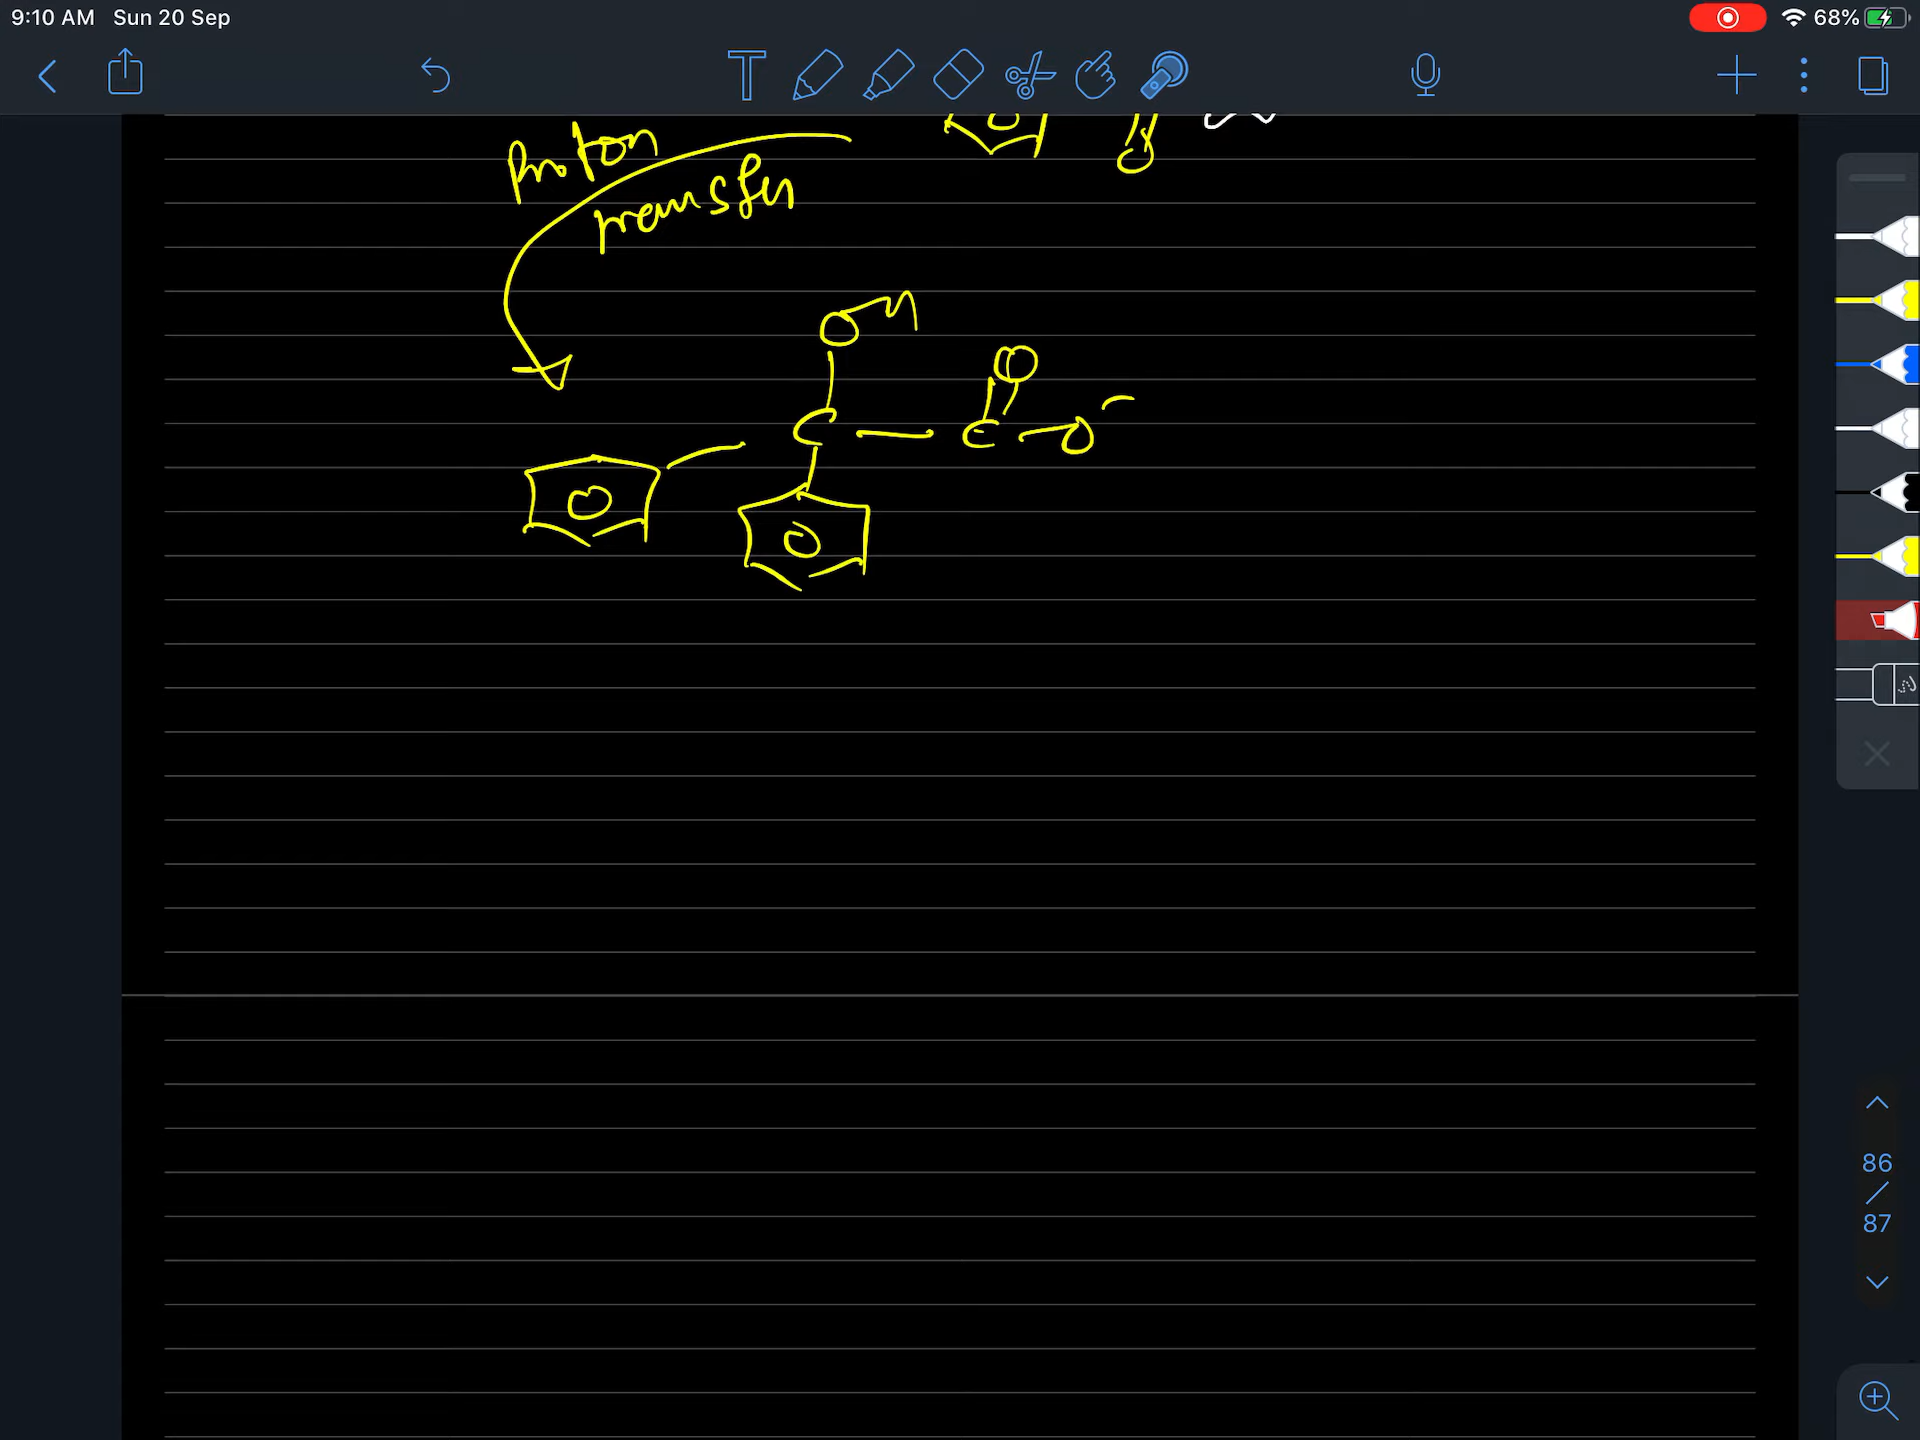 9:10 AM Sun 20 Sep
68%
T
Proton
transfer
OH
O
C — C — O⁻
86
/
87